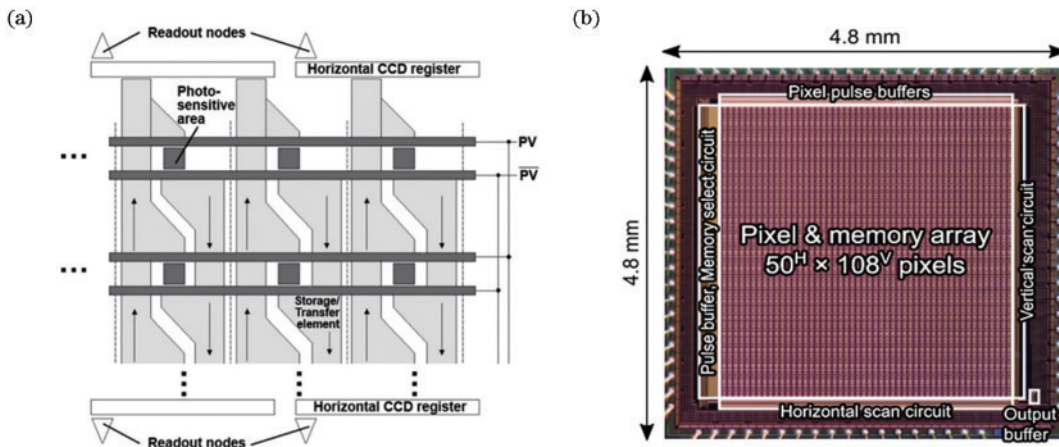 (a)
Readout nodes
Horizontal CCD register
Photo-
sensitive
area
PV
P̅V̅
Storage/
Transfer
element
Horizontal CCD register
Readout nodes
(b)
4.8 mm
4.8 mm
Pixel pulse buffers
Pulse buffer, Memory select circuit
Pixel & memory array
50ᴴ × 108ⱽ pixels
Vertical scan circuit
Horizontal scan circuit
Output
buffer